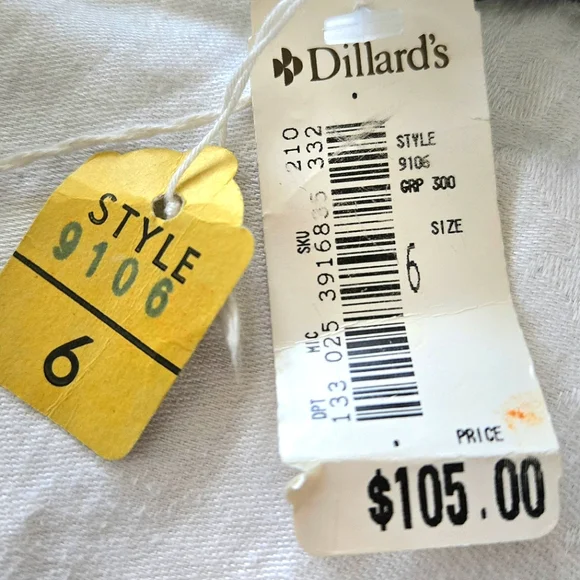 STYLE
9106
6
Dillard's
STYLE
9106
GRP 300
SIZE
6
210
332
SKU
3916835
MIC
025
DPT
133
PRICE
$105.00